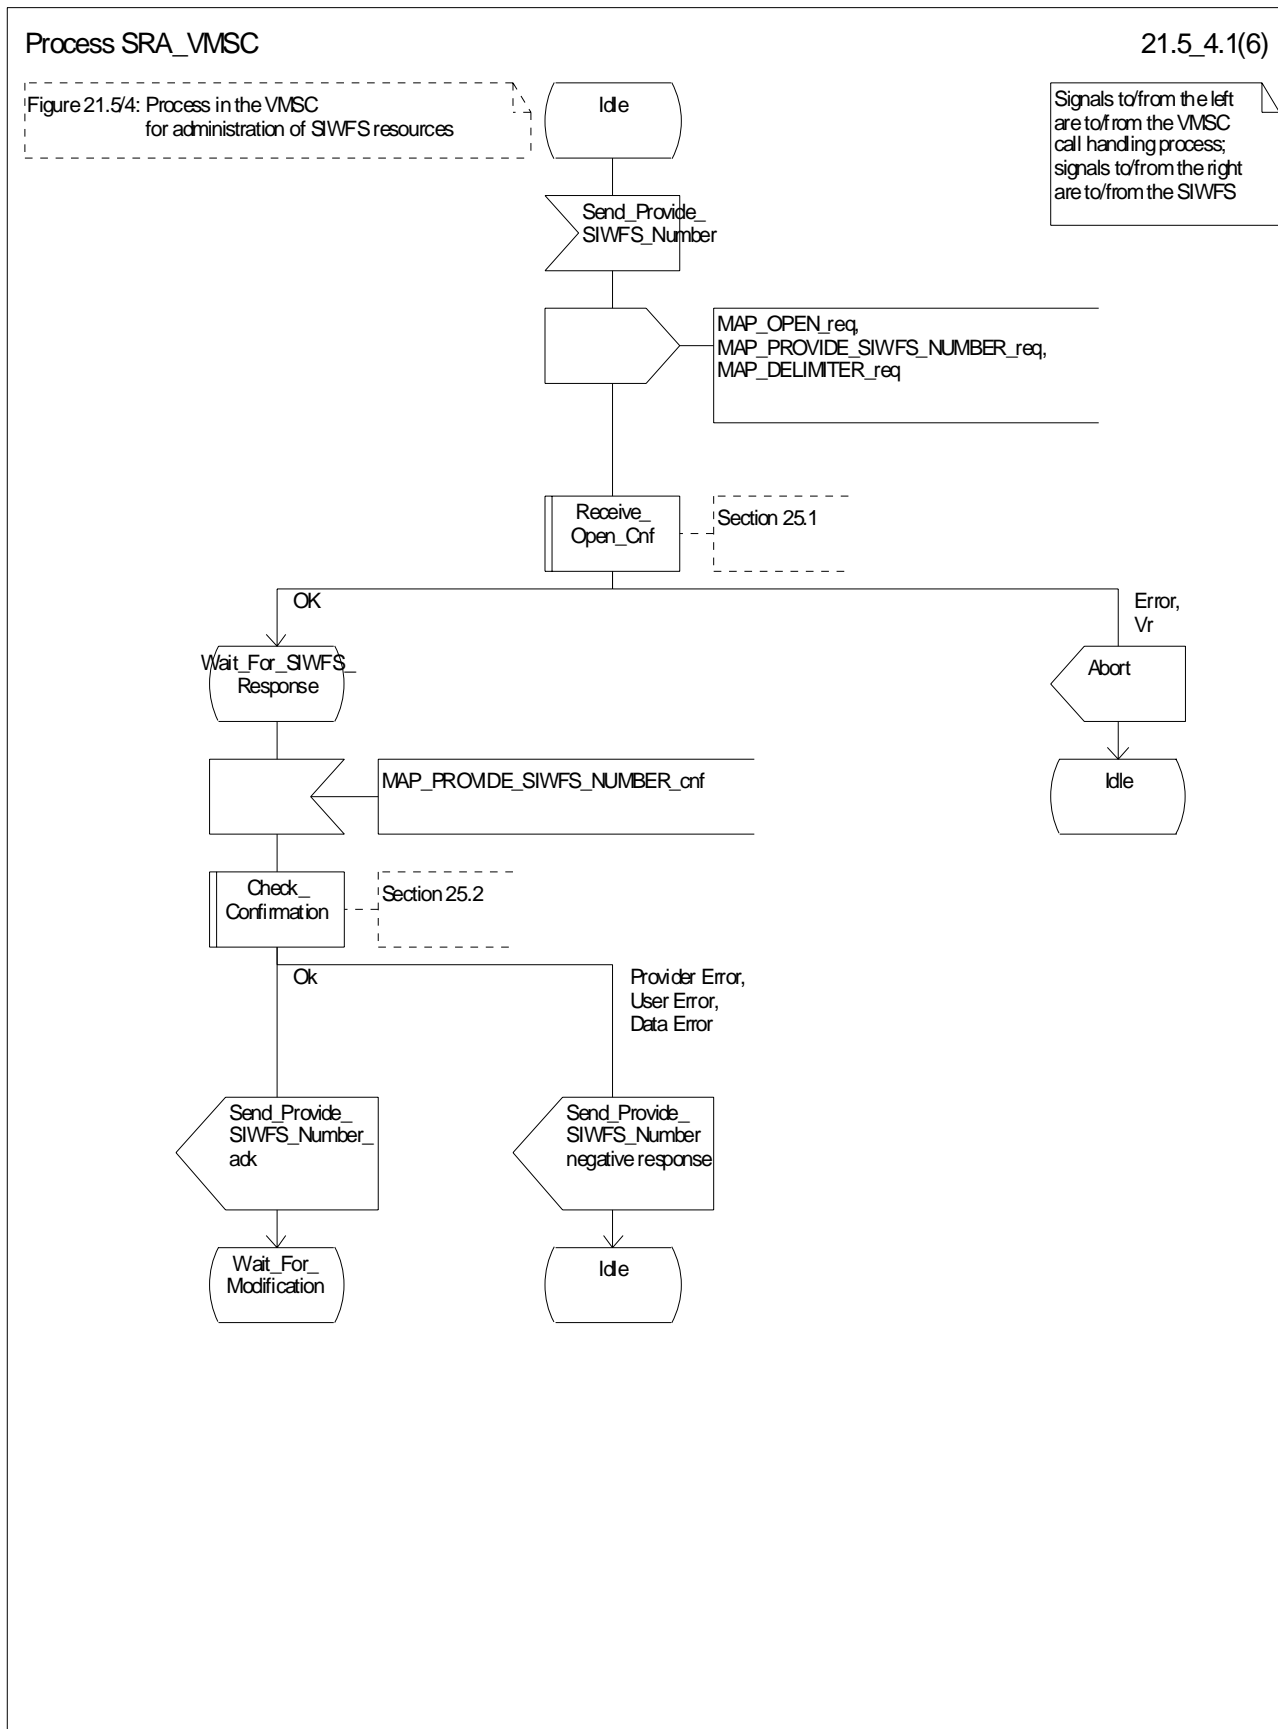 Process SRA_VMSC
21.5_4.1(6)
Figure 21.5/4: Process in the VMSC
for administration of SIWFS resources
Idle
Signals to/from the left
are to/from the VMSC
call handling process;
signals to/from the right
are to/from the SIWFS
Send_Provide_
SIWFS_Number
MAP_OPEN_req,
MAP_PROVIDE_SIWFS_NUMBER_req,
MAP_DELIMITER_req
Receive_
Open_Cnf
Section 25.1
OK
Error,
Vr
Wait_For_SIWFS_
Response
Abort
MAP_PROVIDE_SIWFS_NUMBER_cnf
Idle
Check_
Confirmation
Section 25.2
Ok
Provider Error,
User Error,
Data Error
Send_Provide_
SIWFS_Number_
ack
Send_Provide_
SIWFS_Number
negative response
Wait_For_
Modification
Idle